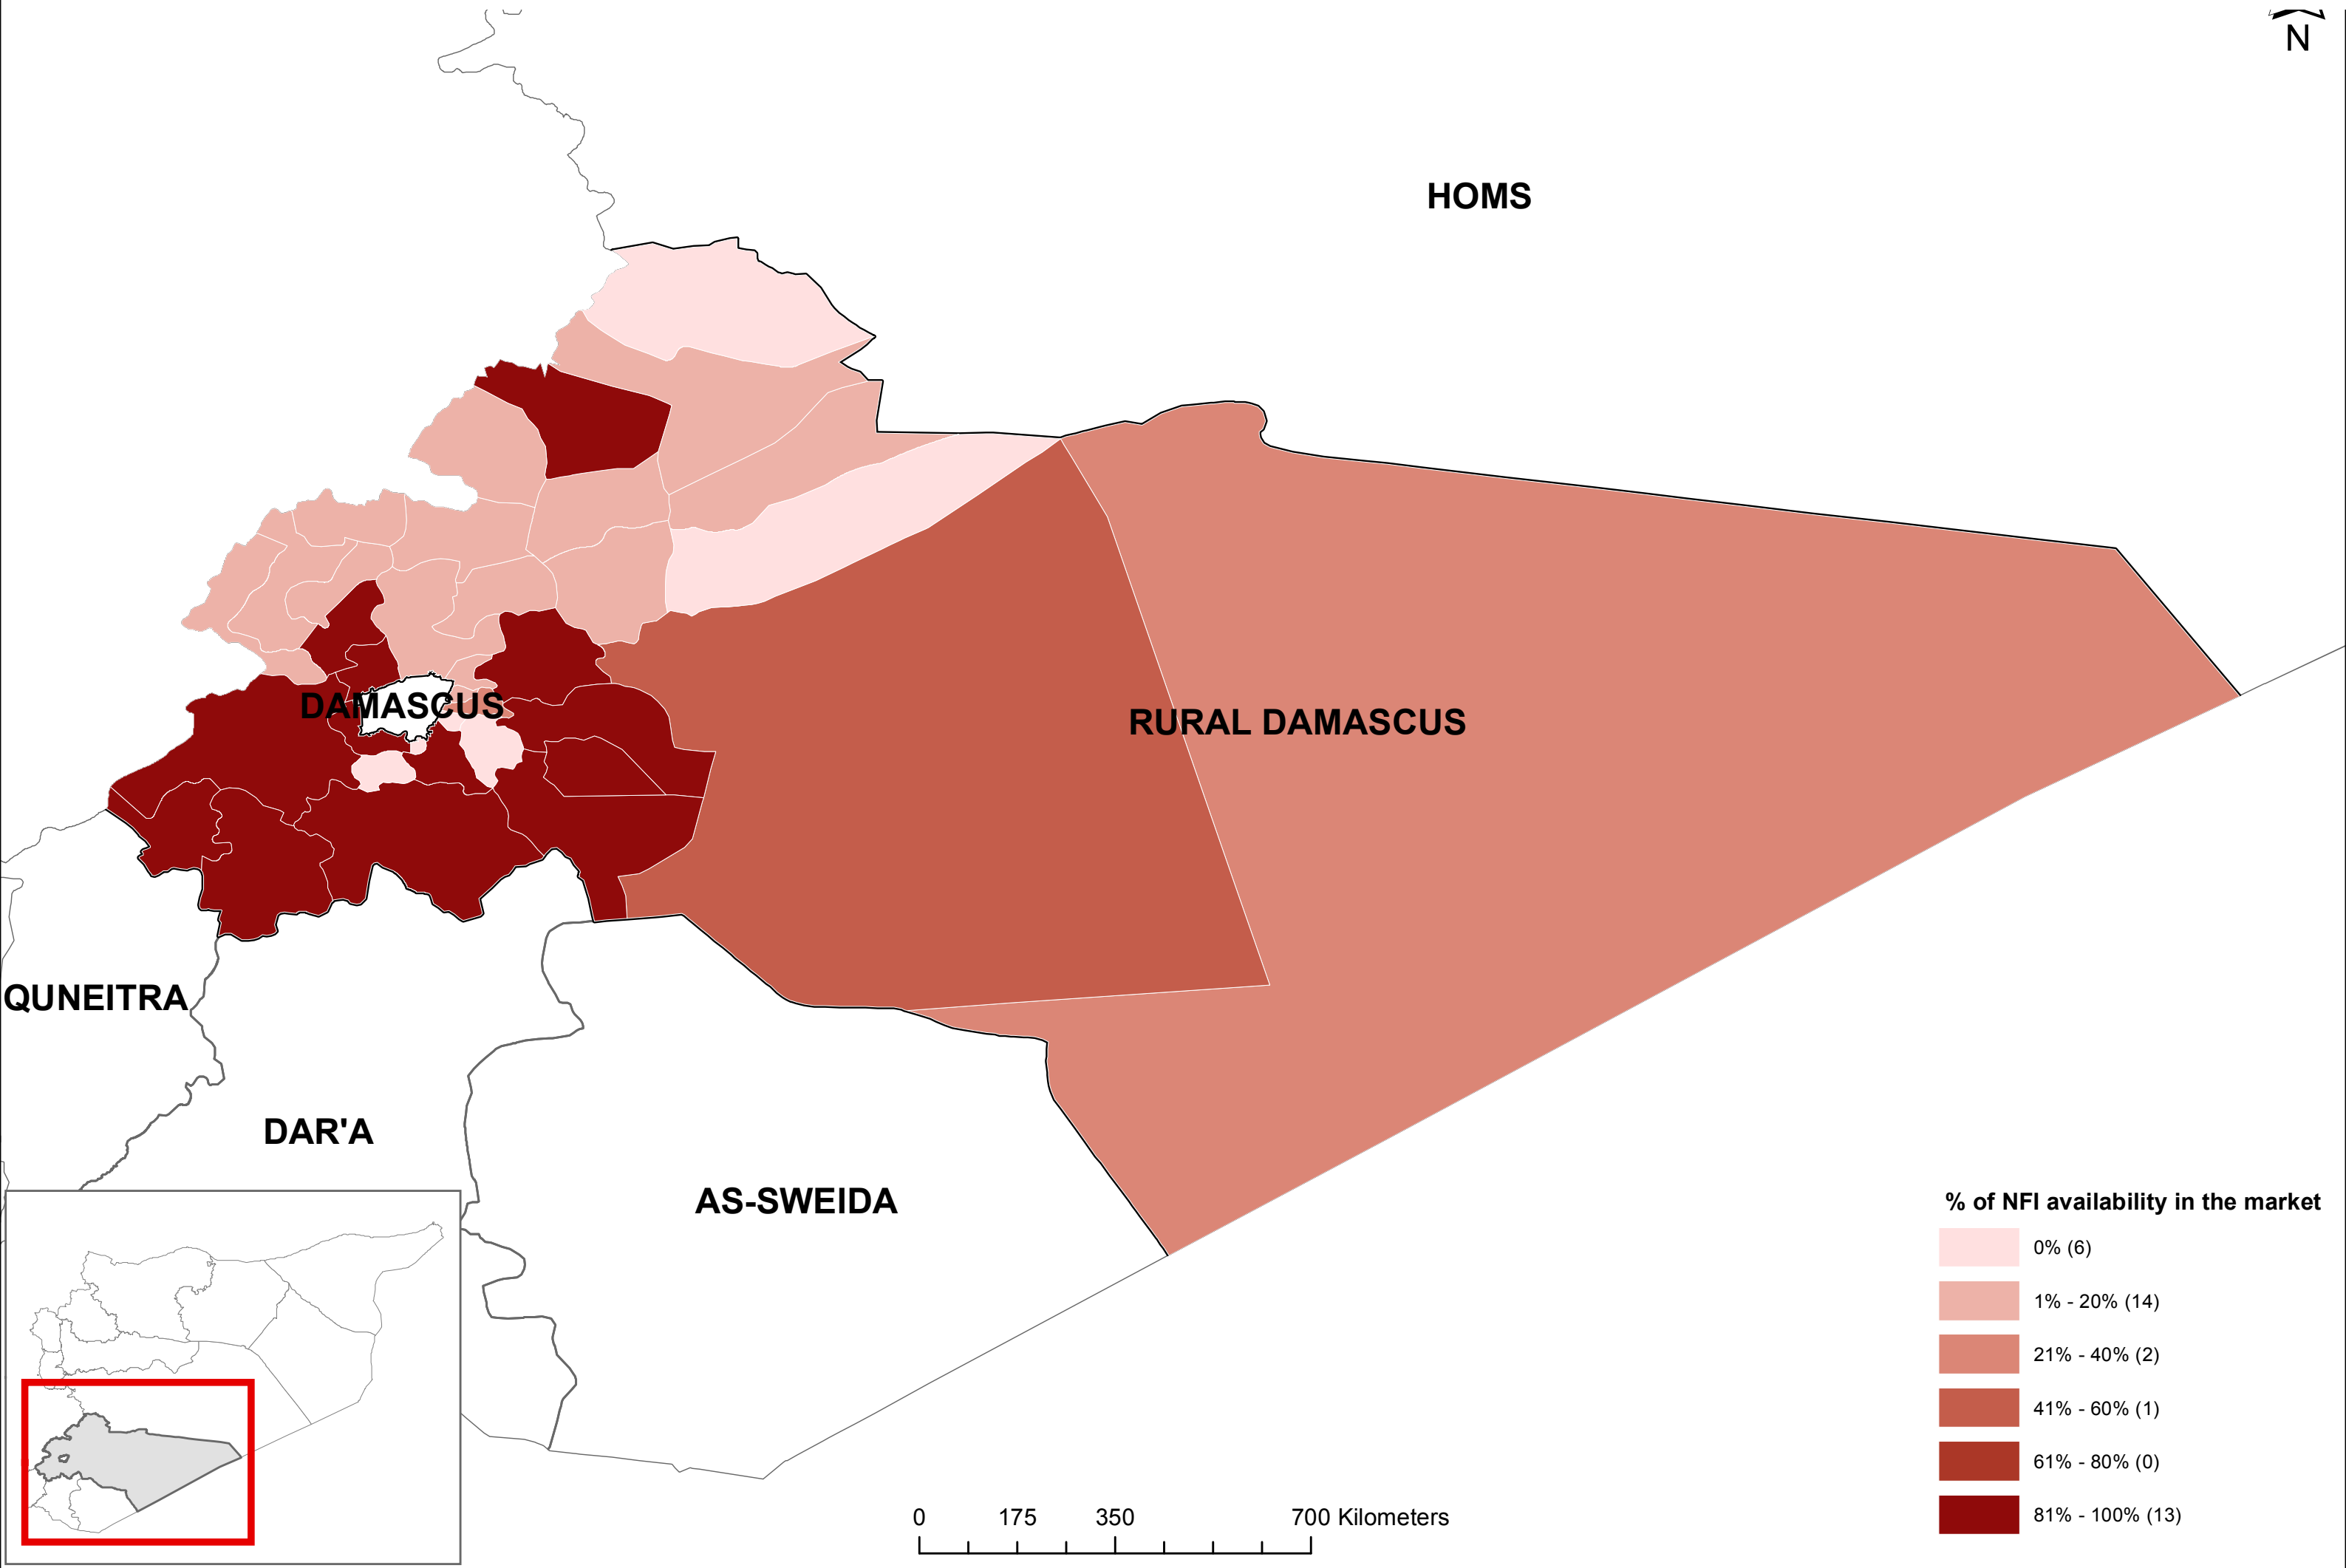 N
HOMS
DAMASCUS
RURAL DAMASCUS
QUNEITRA
DAR'A
AS-SWEIDA
% of NFI availability in the market
0% (6)
1% - 20% (14)
21% - 40% (2)
41% - 60% (1)
61% - 80% (0)
81% - 100% (13)
0 175 350 700 Kilometers